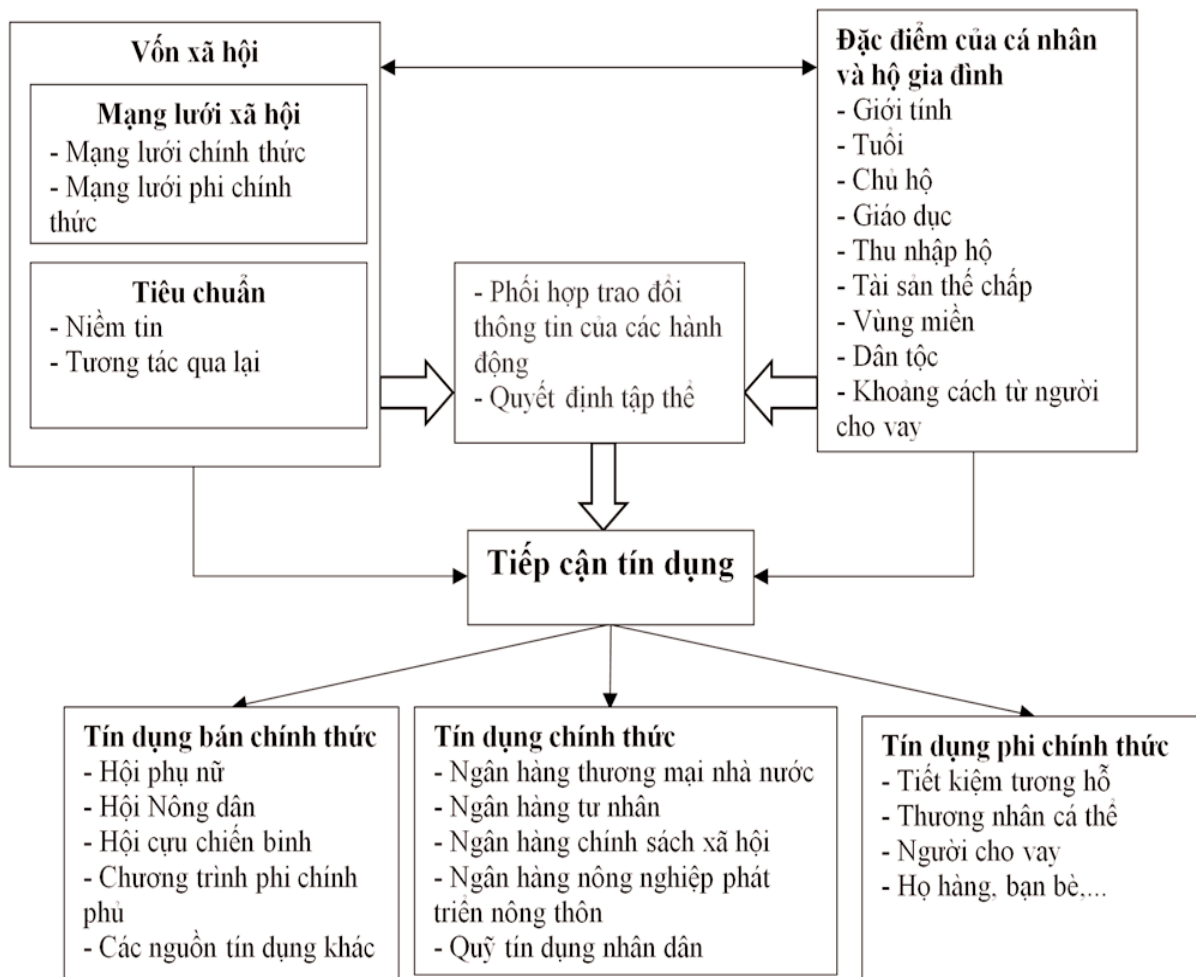 Vốn xã hội
Mạng lưới xã hội
- Mạng lưới chính thức
- Mạng lưới phi chính
thức
Tiêu chuẩn
- Niềm tin
- Tương tác qua lại
- Phối hợp trao đổi
thông tin của các hành
động
- Quyết định tập thể
Đặc điểm của cá nhân
và hộ gia đình
- Giới tính
- Tuổi
- Chủ hộ
- Giáo dục
- Thu nhập hộ
- Tài sản thế chấp
- Vùng miền
- Dân tộc
- Khoảng cách từ người
cho vay
Tiếp cận tín dụng
Tín dụng bán chính thức
- Hội phụ nữ
- Hội Nông dân
- Hội cựu chiến binh
- Chương trình phi chính
phủ
- Các nguồn tín dụng khác
Tín dụng chính thức
- Ngân hàng thương mại nhà nước
- Ngân hàng tư nhân
- Ngân hàng chính sách xã hội
- Ngân hàng nông nghiệp phát
triển nông thôn
- Quỹ tín dụng nhân dân
Tín dụng phi chính thức
- Tiết kiệm tương hỗ
- Thương nhân cá thể
- Người cho vay
- Họ hàng, bạn bè,...